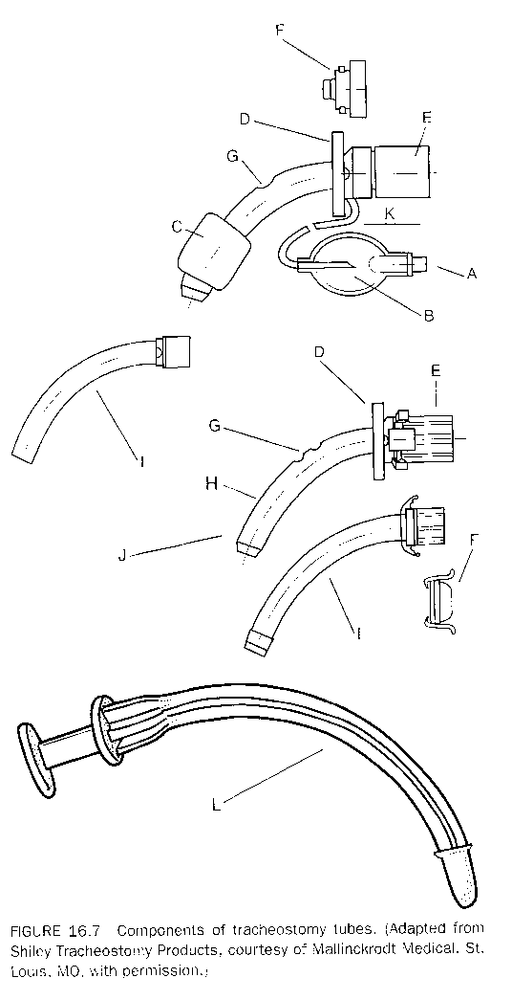 F
D
E
G
C
K
A
B
D
I
E
G
H
J
F
I
L
FIGURE 16.7 Components of tracheostomy tubes. (Adapted from
Shiley Tracheostomy Products, courtesy of Mallinckrodt Medical, St.
Louis, MO, with permission.)